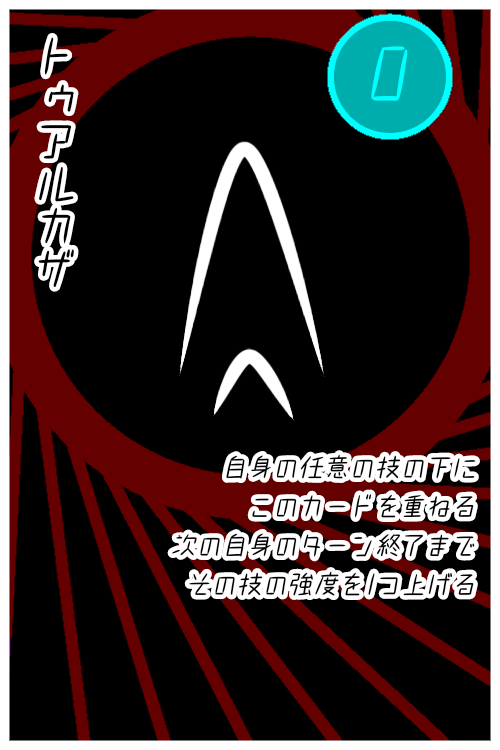 トゥアルカザ
0
自身の任意の技の下に
このカードを重ねる
次の自身のターン終了まで
その技の強度を1つ上げる